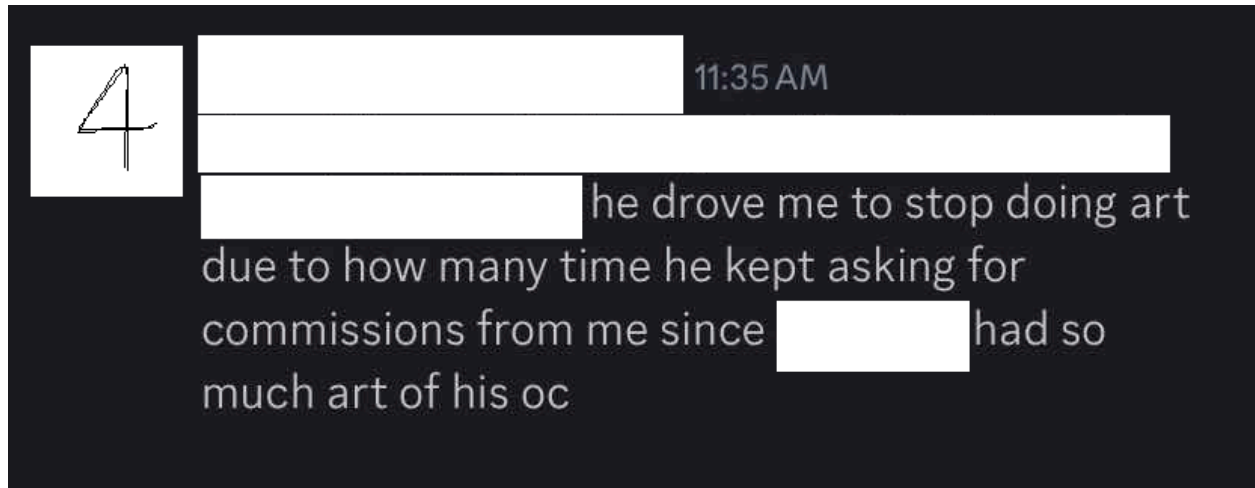 4
11:35 AM
he drove me to stop doing art
due to how many time he kept asking for
commissions from me since had so
much art of his oc